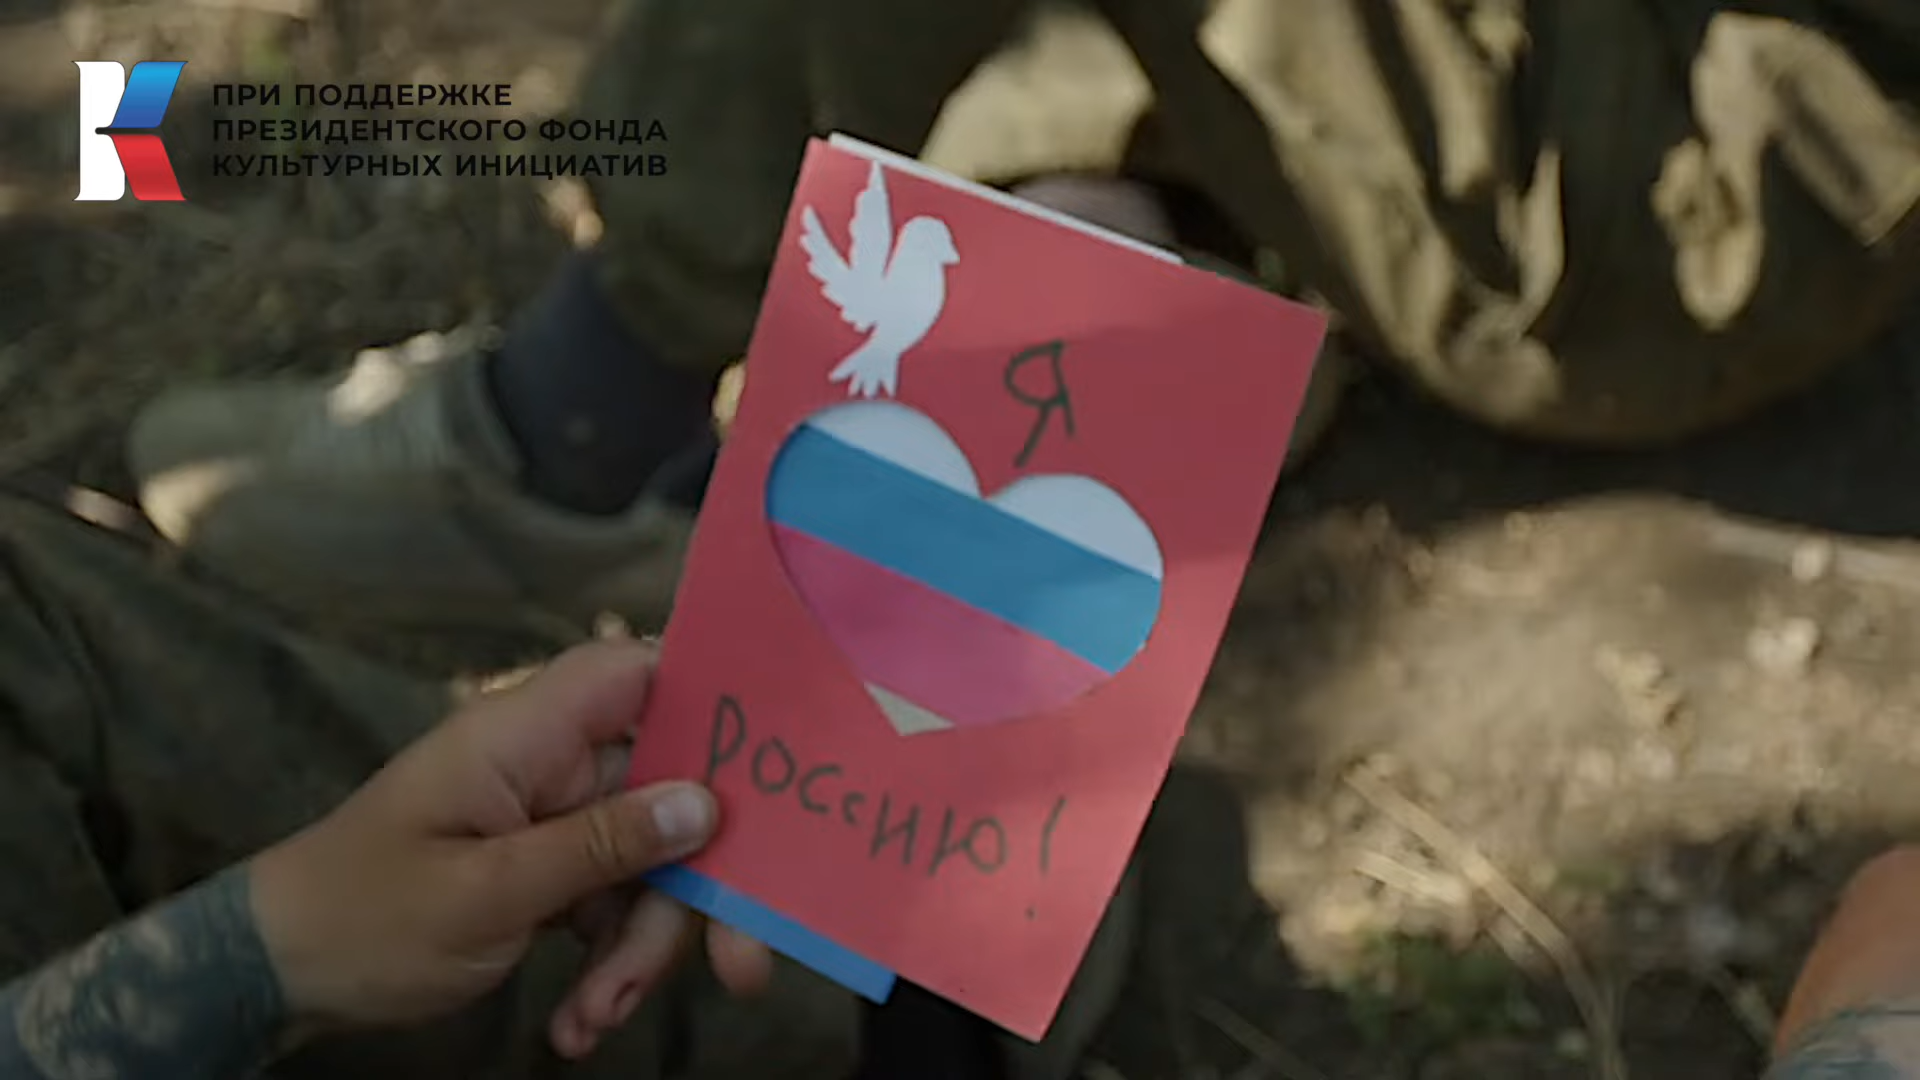 ПРИ ПОДДЕРЖКЕ
ПРЕЗИДЕНТСКОГО ФОНДА
КУЛЬТУРНЫХ ИНИЦИАТИВ
Я
РОССИЮ!